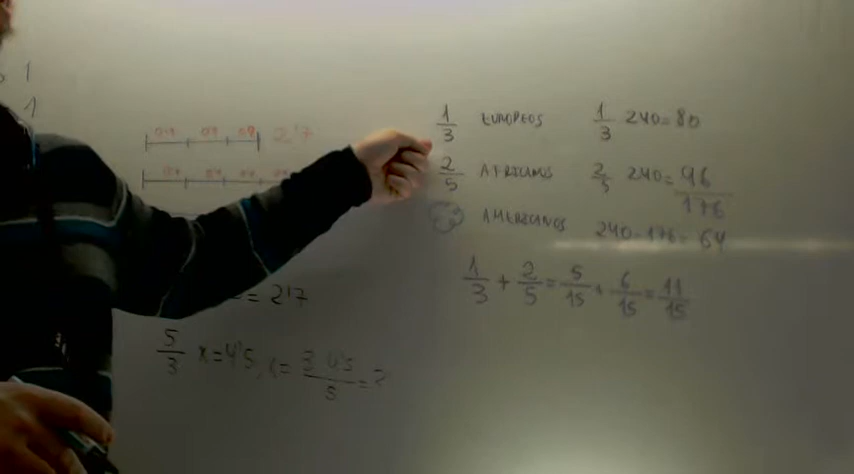 1
1
0'9 0'9 0'9 2'7
1/3 EUROPEOS 1/3 240=80
2/5 AFRICANOS 2/5 240=96
176
AMERICANOS 240-176=64
1/3 + 2/5 = 5/15 + 6/15 = 11/15
= 2'7
5/3 x=4'5